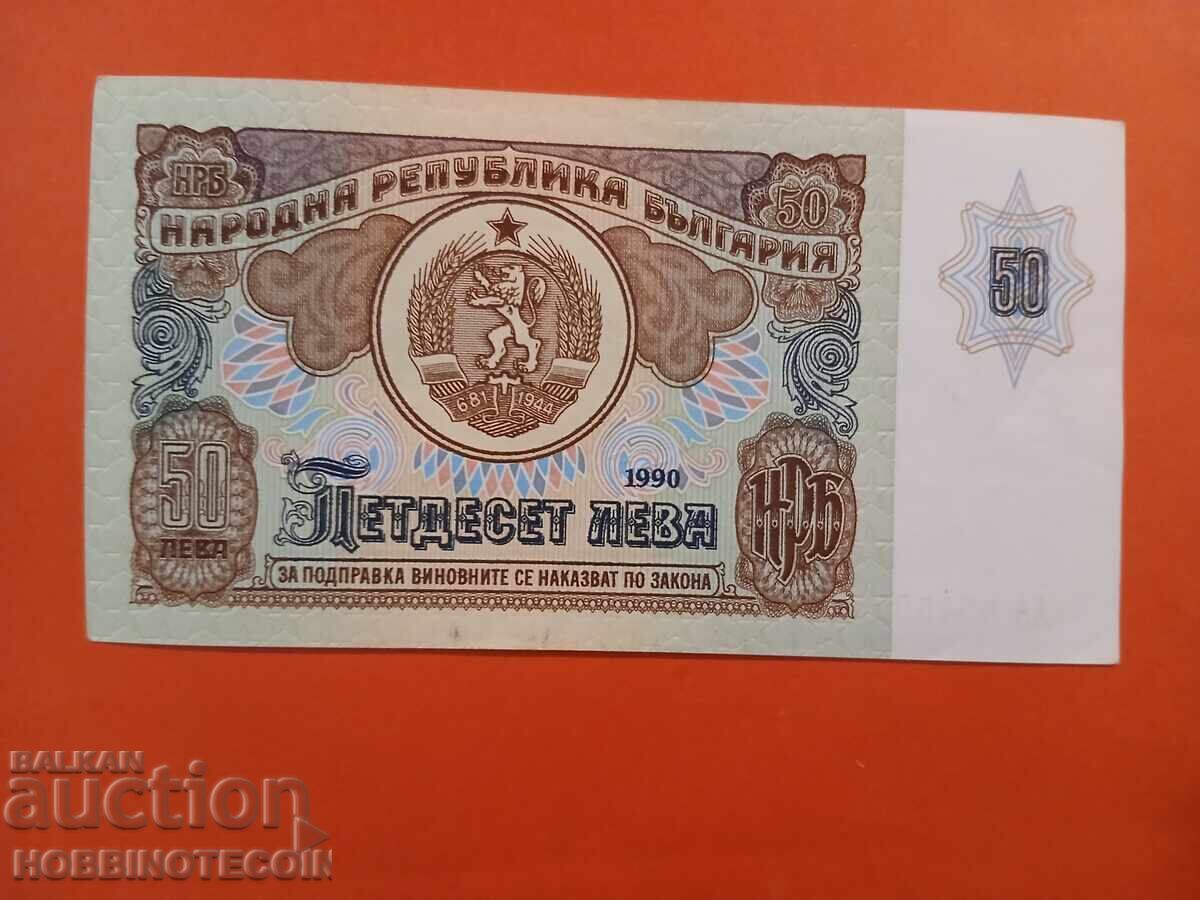 НРБ
НАРОДНА РЕПУБЛИКА БЪЛГАРИЯ
50
50
681 1944
1990
ПЕТДЕСЕТ ЛЕВА
50
ЛЕВА
НРБ
ЗА ПОДПРАВКА ВИНОВНИТЕ СЕ НАКАЗВАТ ПО ЗАКОНА
BALKAN
auction
HOBBINOTECOIN